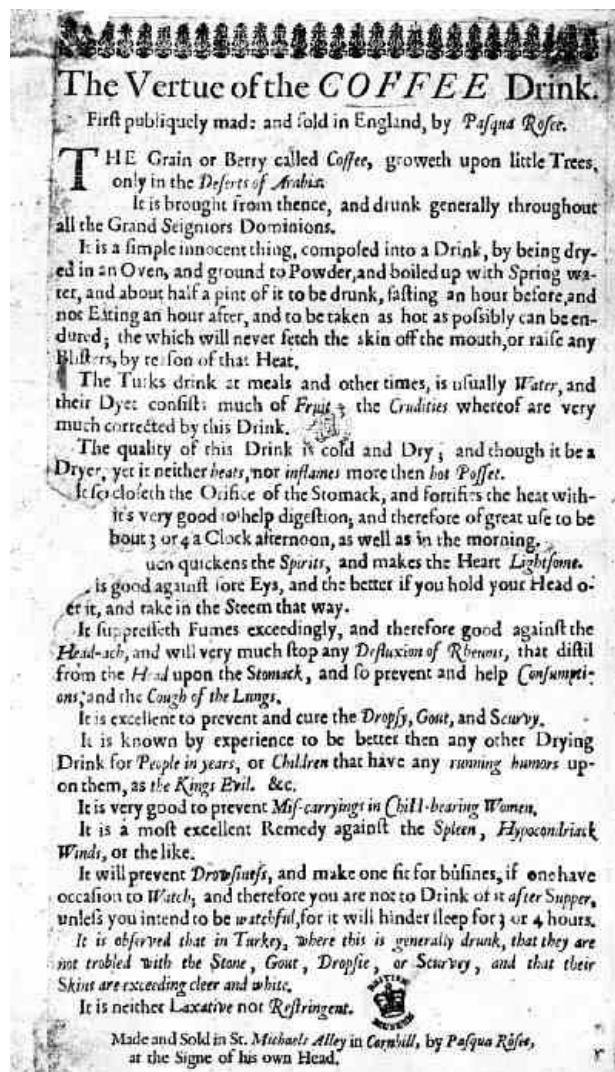 The Vertue of the COFFEE Drink.
First publiquely made and sold in England, by Pasqua Rosee.
THE Grain or Berry called Coffee, groweth upon little Trees,
only in the Deserts of Arabia.
It is brought from thence, and drunk generally throughout
all the Grand Seigniors Dominions.
It is a simple innocent thing, composed into a Drink, by being dry-
ed in an Oven, and ground to Powder, and boiled up with Spring wa-
ter, and about half a pint of it to be drunk, fasting an hour before, and
not Eating an hour after, and to be taken as hot as possibly can be en-
dured; the which will never fetch the skin off the mouth, or raise any
Blisters, by reason of that Heat.
The Turks drink at meals and other times, is usually Water, and
their Dyet consists much of Fruit; the Crudities whereof are very
much corrected by this Drink.
The quality of this Drink is cold and Dry; and though it be a
Dryer, yet it neither heats, nor inflames more then hot Posset.
It so closeth the Orifice of the Stomack, and fortifies the heat with-
it's very good to help digestion; and therefore of great use to be
bout 3 or 4 a Clock afternoon, as well as in the morning.
uch quickens the Spirits, and makes the Heart Lightsome.
is good against sore Eys, and the better if you hold your Head o-
er it, and take in the Steem that way.
It suppresseth Fumes exceedingly, and therefore good against the
Head-ach, and will very much stop any Defluxion of Rheums, that distil
from the Head upon the Stomack, and so prevent and help Consumpti-
ons; and the Cough of the Lungs.
It is excellent to prevent and cure the Dropsy, Gout, and Scurvy.
It is known by experience to be better then any other Drying
Drink for People in years, or Children that have any running humors up-
on them, as the Kings Evil. &c.
It is very good to prevent Mis-carryings in Child-bearing Women.
It is a most excellent Remedy against the Spleen, Hypocondriack
Winds, or the like.
It will prevent Drowsiness, and make one fit for busines, if one have
occasion to Watch; and therefore you are not to Drink of it after Supper,
unless you intend to be watchful, for it will hinder sleep for 3 or 4 hours.
It is observed that in Turkey, where this is generally drunk, that they are
not trobled with the Stone, Gout, Dropsie, or Scurvey, and that their
Skins are exceeding cleer and white.
It is neither Laxative nor Restringent.
BRITISH MUSEUM
Made and Sold in St. Michaels Alley in Cornhill, by Pasqua Rosee,
at the Signe of his own Head.